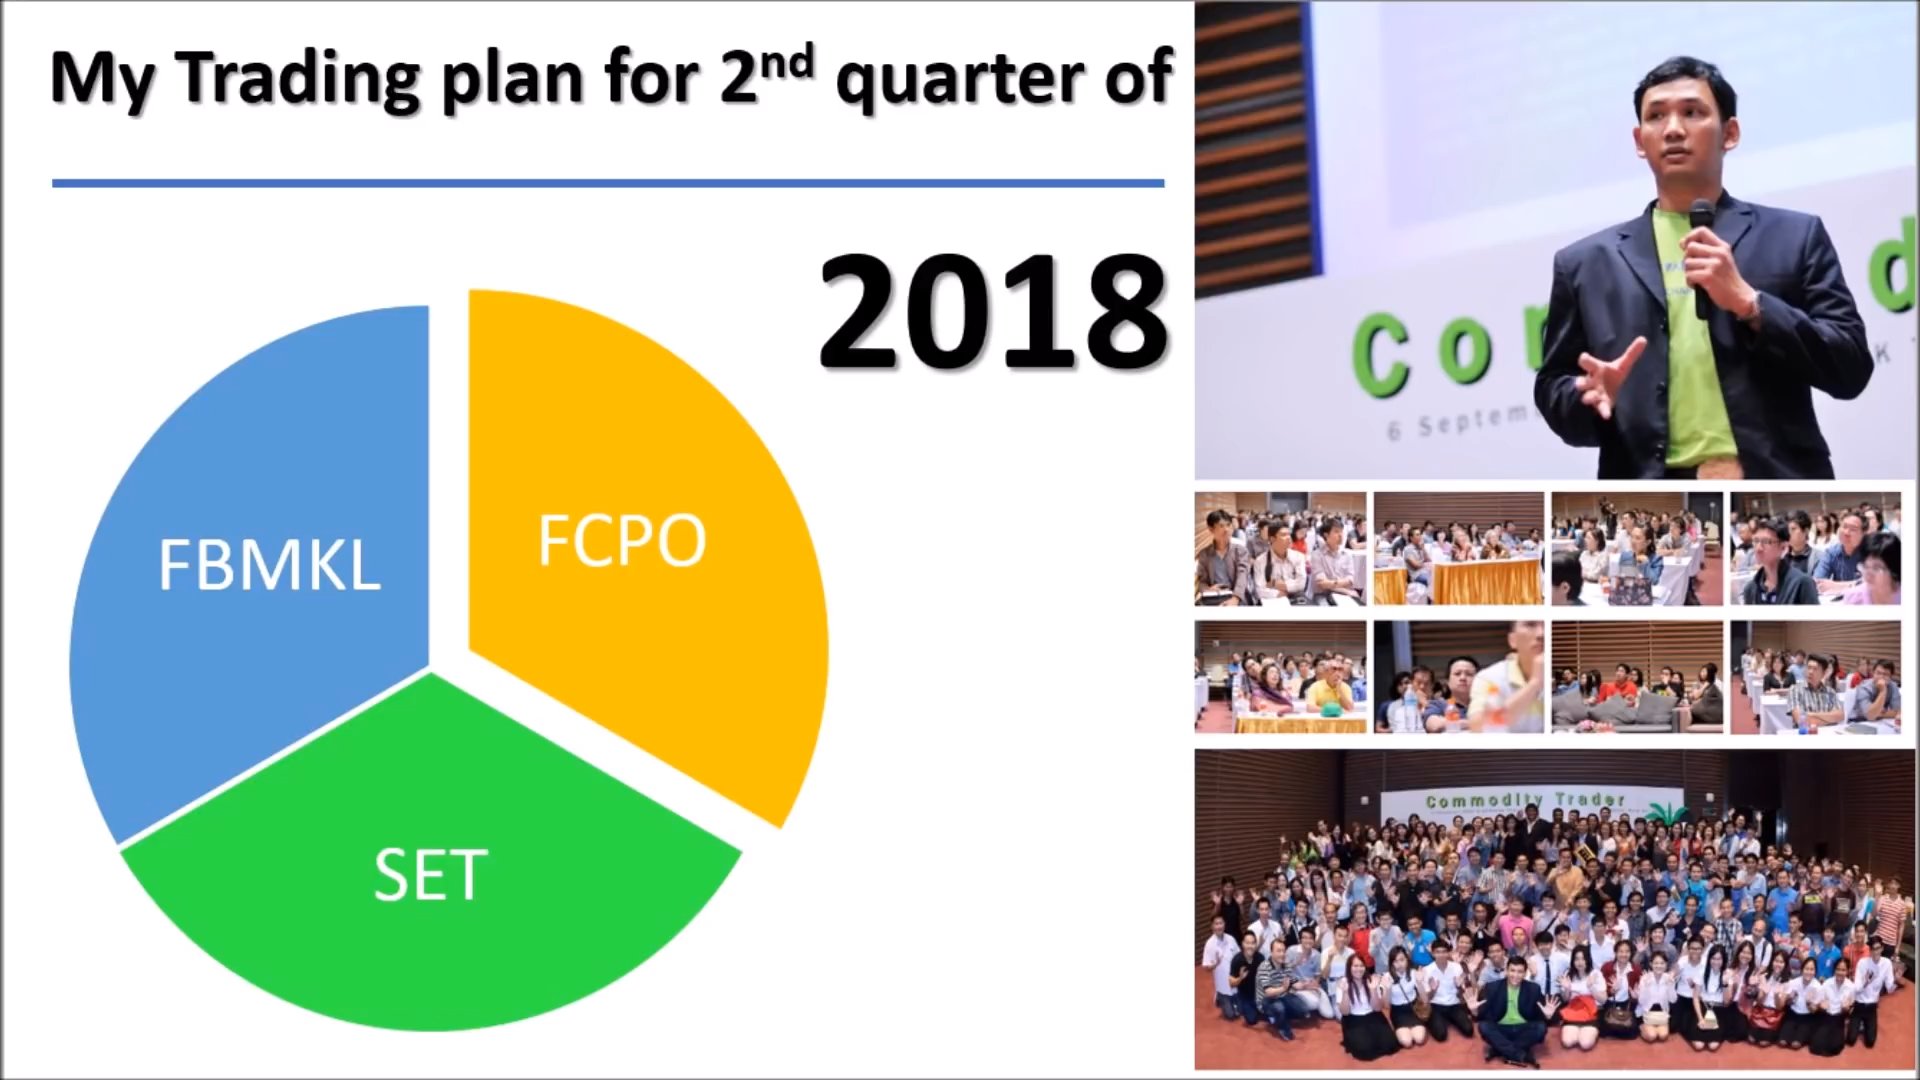 My Trading plan for 2nd quarter of
2018
FBMKL
FCPO
SET
Commodity Trader